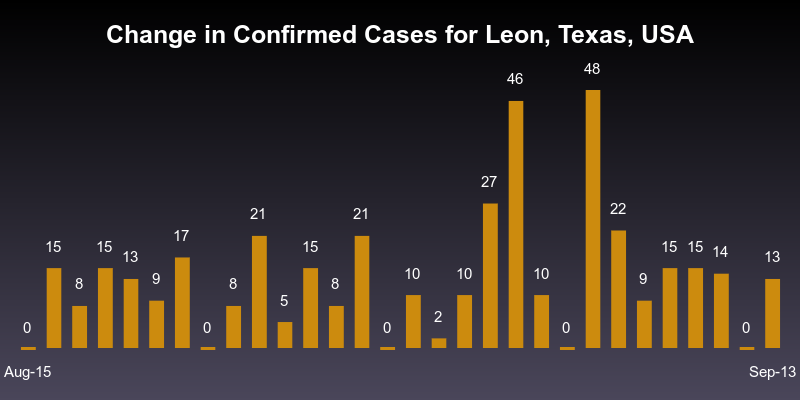 Change in Confirmed Cases for Leon, Texas, USA
0 15 8 15 13 9 17 0 8 21 5 15 8 21 0 10 2 10 27 46 10 0 48 22 9 15 15 14 0 13
Aug-15 Sep-13